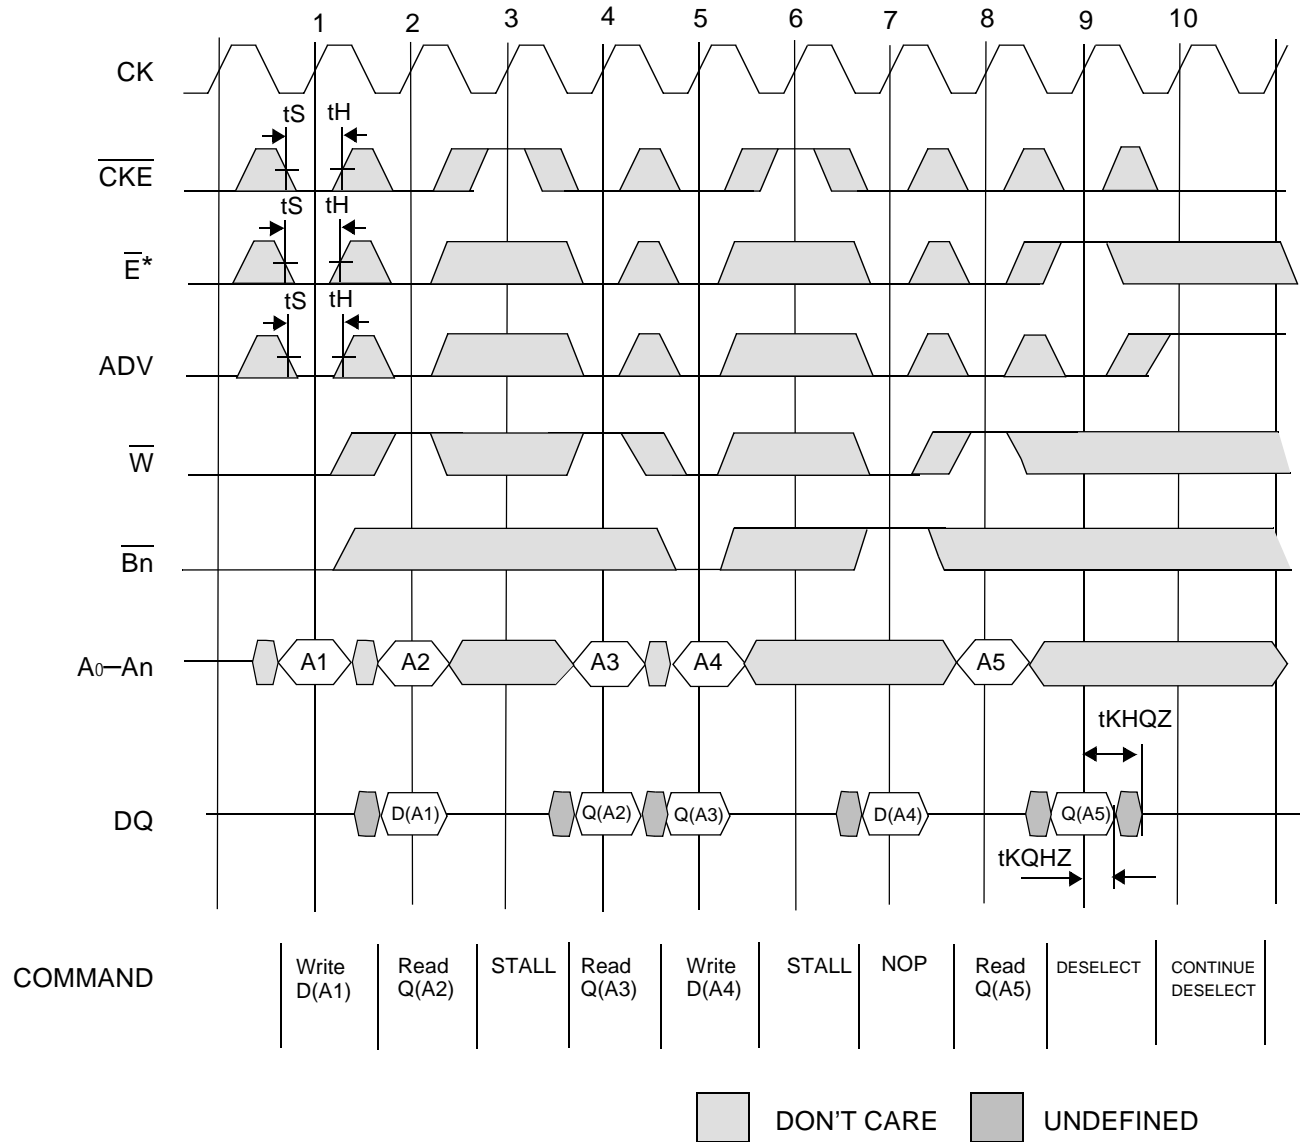 1 2 3 4 5 6 7 8 9 10
CK
tS tH
CKE
tS tH
E*
tS tH
ADV
W
Bn
A0–An A1 A2 A3 A4 A5
tKHQZ
DQ D(A1) Q(A2) Q(A3) D(A4) Q(A5)
tKQHZ
COMMAND
Write
D(A1)
Read
Q(A2)
STALL
Read
Q(A3)
Write
D(A4)
STALL
NOP
Read
Q(A5)
DESELECT
CONTINUE
DESELECT
DON'T CARE UNDEFINED